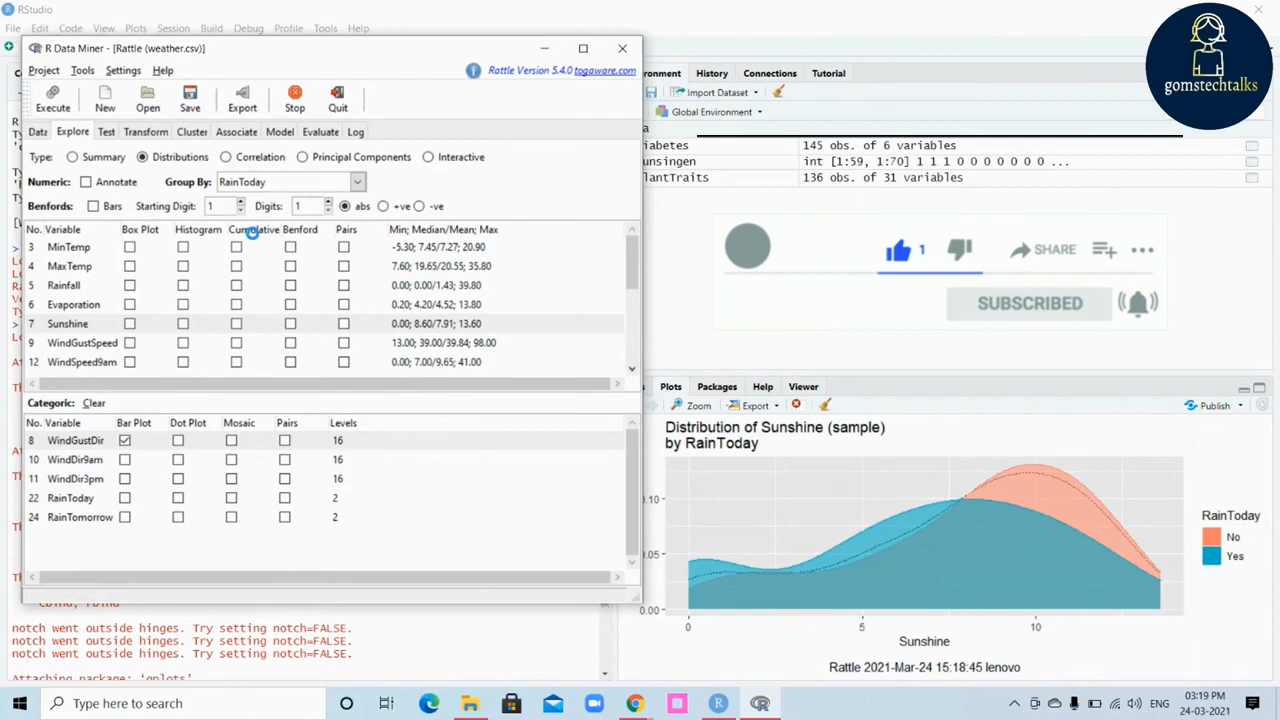 RStudio
File Edit Code View Plots Session Build Debug Profile Tools Help
R Data Miner - [Rattle (weather.csv)]
Project Tools Settings Help
Rattle Version 5.4.0 togaware.com
Execute New Open Save Export Stop Quit
Data Explore Test Transform Cluster Associate Model Evaluate Log
Type: Summary Distributions Correlation Principal Components Interactive
Numeric: Annotate Group By: RainToday
Benfords: Bars Starting Digit: 1 Digits: 1 abs +ve -ve
No. Variable Box Plot Histogram Cumulative Benford Pairs Min; Median/Mean; Max
3 MinTemp -5.30; 7.45/7.27; 20.90
4 MaxTemp 7.60; 19.65/20.55; 35.80
5 Rainfall 0.00; 0.00/1.43; 39.80
6 Evaporation 0.20; 4.20/4.52; 13.80
7 Sunshine 0.00; 8.60/7.91; 13.60
9 WindGustSpeed 13.00; 39.00/39.84; 98.00
12 WindSpeed9am 0.00; 7.00/9.65; 41.00
Categoric: Clear
No. Variable Bar Plot Dot Plot Mosaic Pairs Levels
8 WindGustDir 16
10 WindDir9am 16
11 WindDir3pm 16
22 RainToday 2
24 RainTomorrow 2
notch went outside hinges. Try setting notch=FALSE.
notch went outside hinges. Try setting notch=FALSE.
notch went outside hinges. Try setting notch=FALSE.
Attaching package: 'gplots'
ronment History Connections Tutorial
Import Dataset
Global Environment
a
iabetes 145 obs. of 6 variables
unsingen int [1:59, 1:70] 1 1 1 0 0 0 0 0 0 0 ...
lantTraits 136 obs. of 31 variables
gomstechtalks
1 SHARE
SUBSCRIBED
Plots Packages Help Viewer
Zoom Export Publish
Distribution of Sunshine (sample)
by RainToday
0.10
0.05
0.00
0 5 10
Sunshine
Rattle 2021-Mar-24 15:18:45 lenovo
RainToday
No
Yes
Type here to search
ENG
03:19 PM
24-03-2021